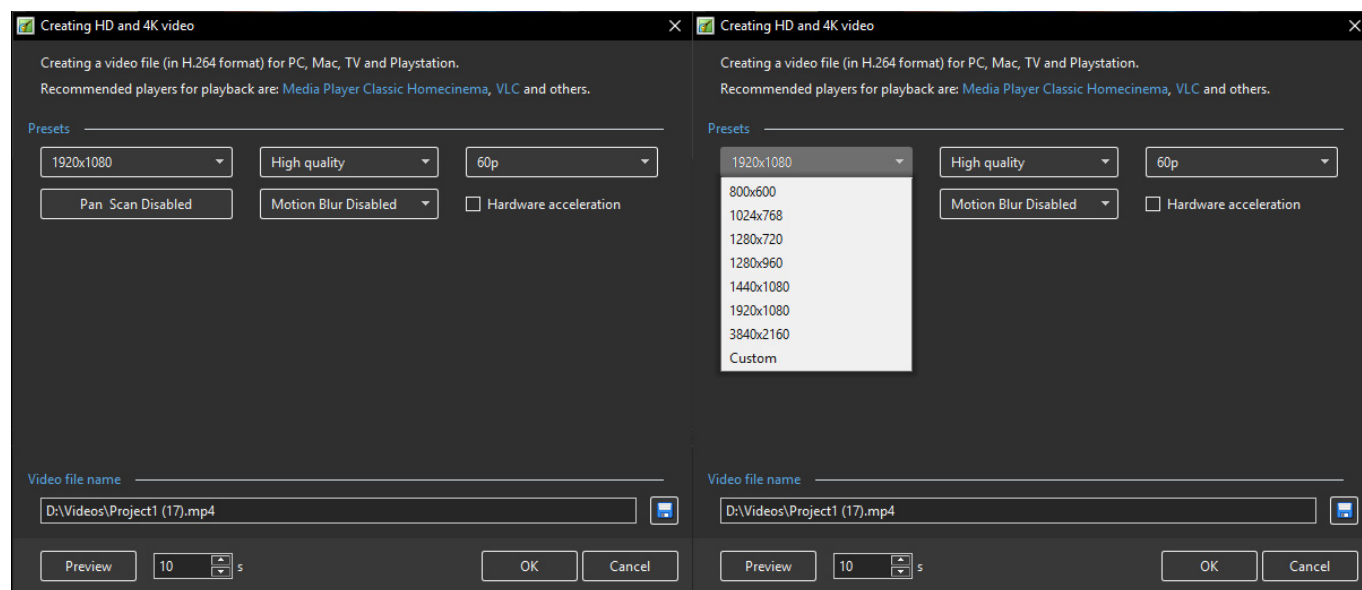 Creating HD and 4K video
Creating a video file (in H.264 format) for PC, Mac, TV and Playstation.
Recommended players for playback are: Media Player Classic Homecinema, VLC and others.
Presets
1920x1080
High quality
60p
Pan Scan Disabled
Motion Blur Disabled
Hardware acceleration
Video file name
D:\Videos\Project1 (17).mp4
Preview
10
s
OK
Cancel
Creating HD and 4K video
Creating a video file (in H.264 format) for PC, Mac, TV and Playstation.
Recommended players for playback are: Media Player Classic Homecinema, VLC and others.
Presets
1920x1080
High quality
60p
800x600
1024x768
1280x720
1280x960
1440x1080
1920x1080
3840x2160
Custom
Motion Blur Disabled
Hardware acceleration
Video file name
D:\Videos\Project1 (17).mp4
Preview
10
s
OK
Cancel